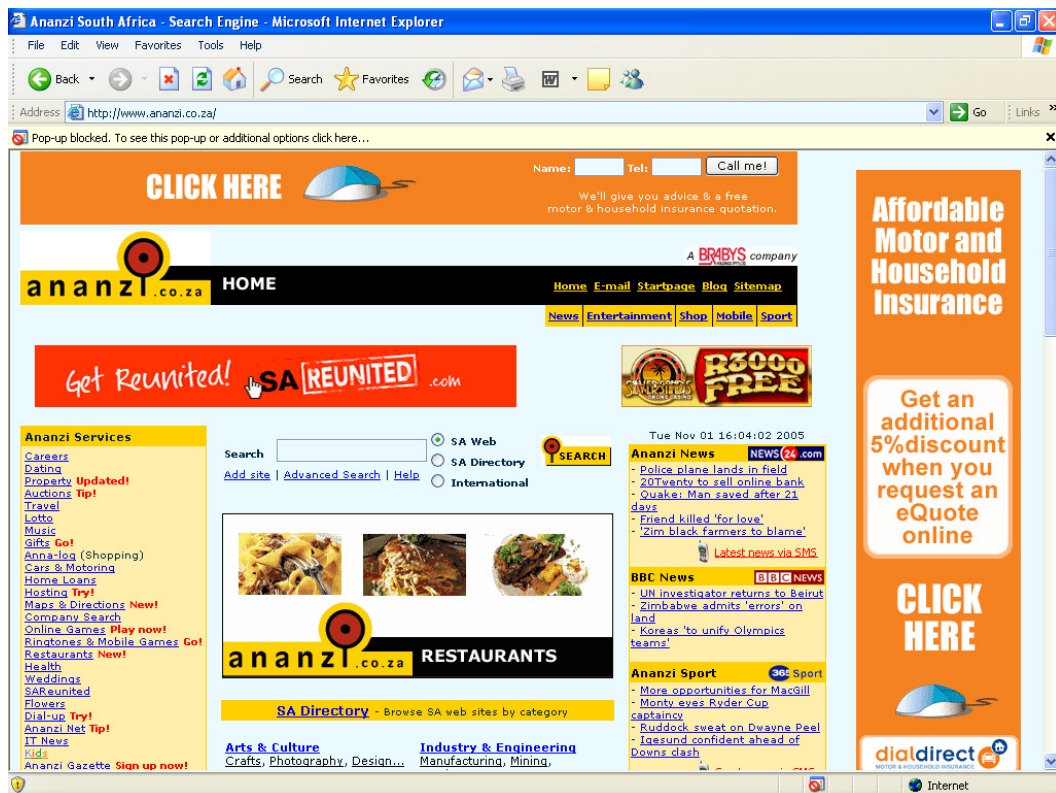 Ananzi South Africa - Search Engine - Microsoft Internet Explorer
File Edit View Favorites Tools Help
Back Search Favorites
Address http://www.ananzi.co.za/ Go Links »
Pop-up blocked. To see this pop-up or additional options click here...
CLICK HERE
Name: Tel: Call me!
We'll give you advice & a free
motor & household insurance quotation.
ananzi.co.za
HOME
A BRABYS company
Home E-mail Startpage Blog Sitemap
News Entertainment Shop Mobile Sport
Get Reunited! SA REUNITED .com
R3000
FREE
Ananzi Services
Careers
Dating
Property Updated!
Auctions Tip!
Travel
Lotto
Music
Gifts Go!
Anna-log (Shopping)
Cars & Motoring
Home Loans
Hosting Try!
Maps & Directions New!
Company Search
Online Games Play now!
Ringtones & Mobile Games Go!
Restaurants New!
Health
Weddings
SAReunited
Flowers
Dial-up Try!
Ananzi Net Tip!
IT News
Kids
Ananzi Gazette Sign up now!
Search
SA Web
SA Directory
International
SEARCH
Add site | Advanced Search | Help
ananzi.co.za RESTAURANTS
SA Directory - Browse SA web sites by category
Arts & Culture
Crafts, Photography, Design...
Industry & Engineering
Manufacturing, Mining,
Tue Nov 01 16:04:02 2005
Ananzi News NEWS24.com
- Police plane lands in field
- 20Twenty to sell online bank
- Quake: Man saved after 21
days
- Friend killed 'for love'
- 'Zim black farmers to blame'
Latest news via SMS
BBC News BBC NEWS
- UN investigator returns to Beirut
- Zimbabwe admits 'errors' on
land
- Koreas 'to unify Olympics
teams'
Ananzi Sport 365 Sport
- More opportunities for MacGill
- Monty eyes Ryder Cup
captaincy
- Ruddock sweat on Dwayne Peel
- Iqesund confident ahead of
Downs clash
Affordable
Motor and
Household
Insurance
Get an
additional
5%discount
when you
request an
eQuote
online
CLICK
HERE
dialdirect
MOTOR & HOUSEHOLD INSURANCE
Internet